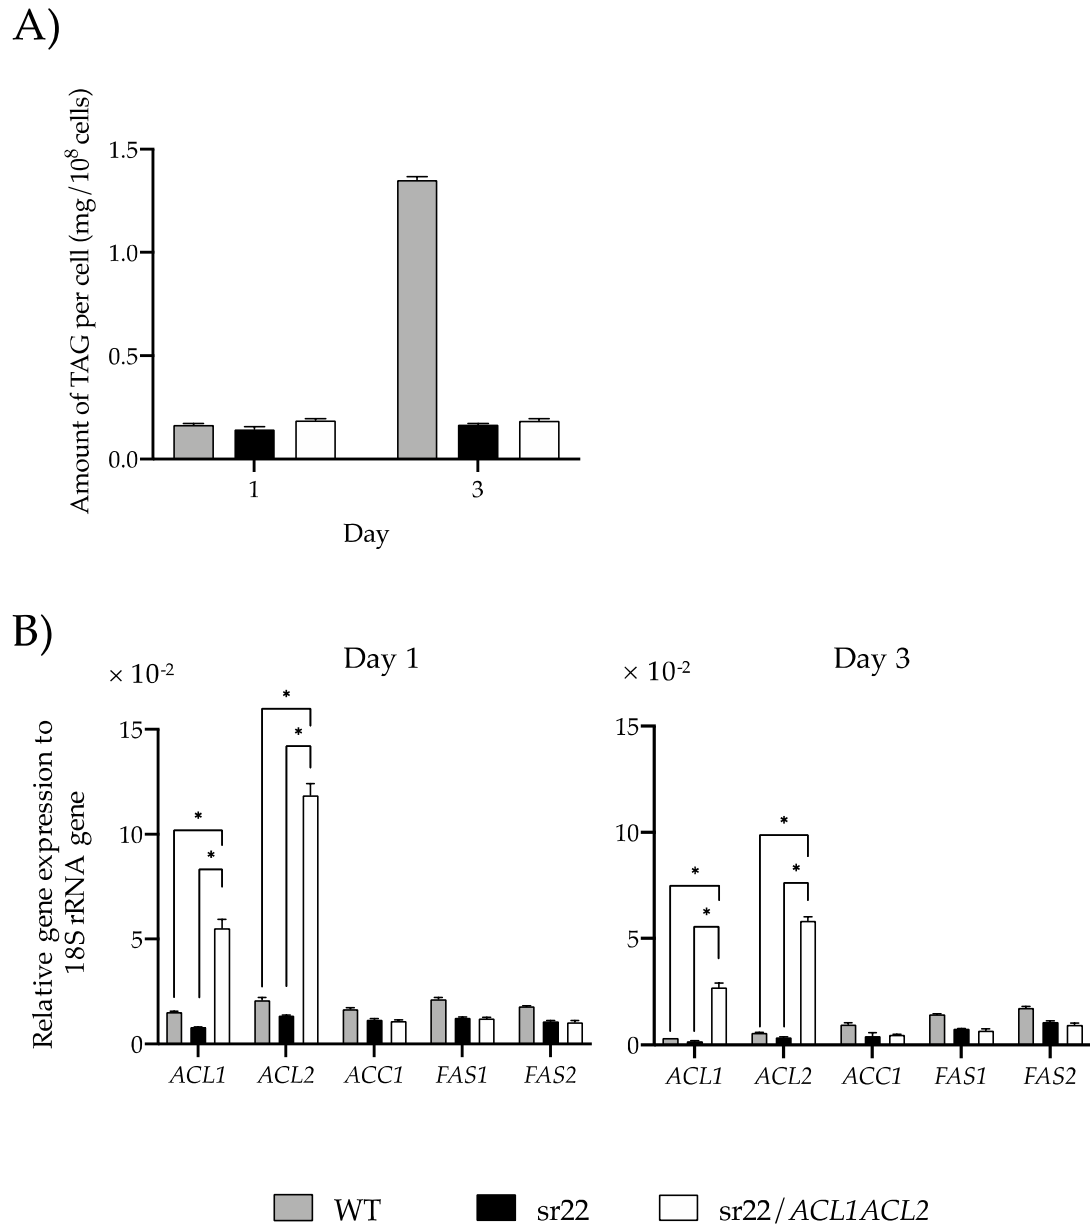 A)
Amount of TAG per cell (mg/10⁸ cells)
1.5
1.0
0.5
0.0
1
3
Day
B)
Day 1
× 10⁻²
Relative gene expression to
18S rRNA gene
15
10
5
0
*
*
*
*
ACL1
ACL2
ACC1
FAS1
FAS2
Day 3
× 10⁻²
15
10
5
0
*
*
*
*
ACL1
ACL2
ACC1
FAS1
FAS2
WT
sr22
sr22/ACL1ACL2